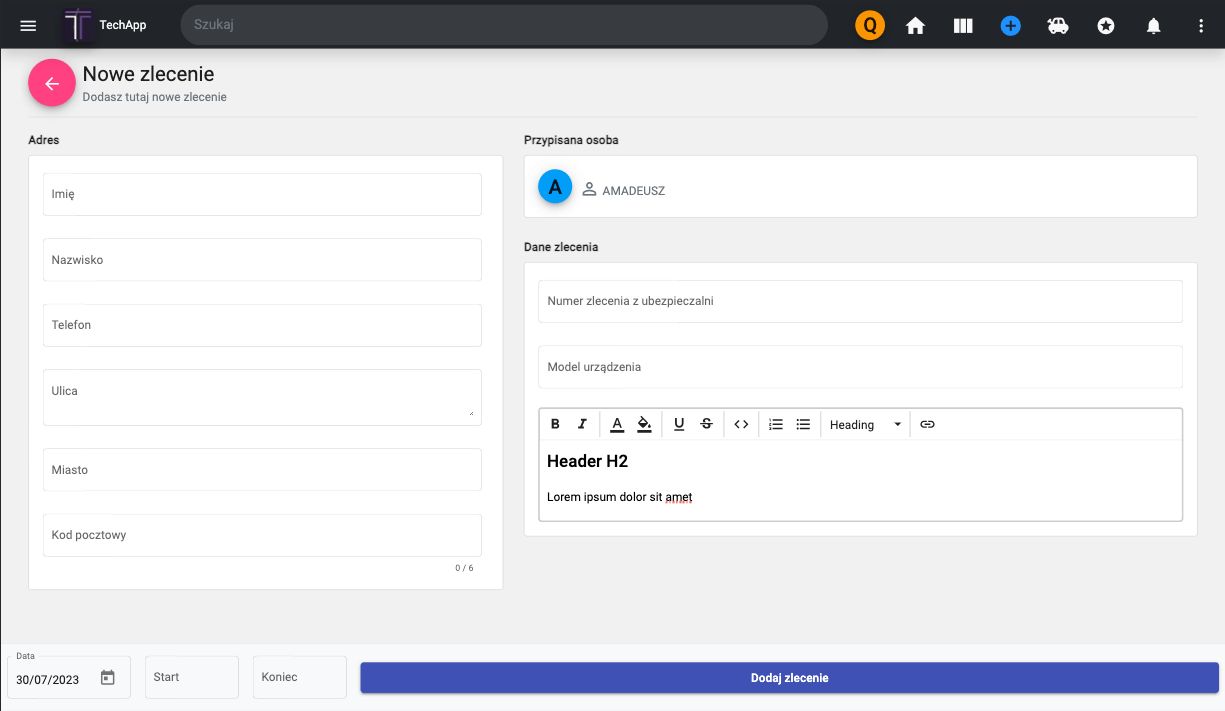 TechApp
Szukaj
Q
Nowe zlecenie
Dodasz tutaj nowe zlecenie
Adres
Imię
Nazwisko
Telefon
Ulica
Miasto
Kod pocztowy
0 / 6
Przypisana osoba
A AMADEUSZ
Dane zlecenia
Numer zlecenia z ubezpieczalni
Model urządzenia
B I A U S Heading
Header H2
Lorem ipsum dolor sit amet
Data
30/07/2023
Start
Koniec
Dodaj zlecenie